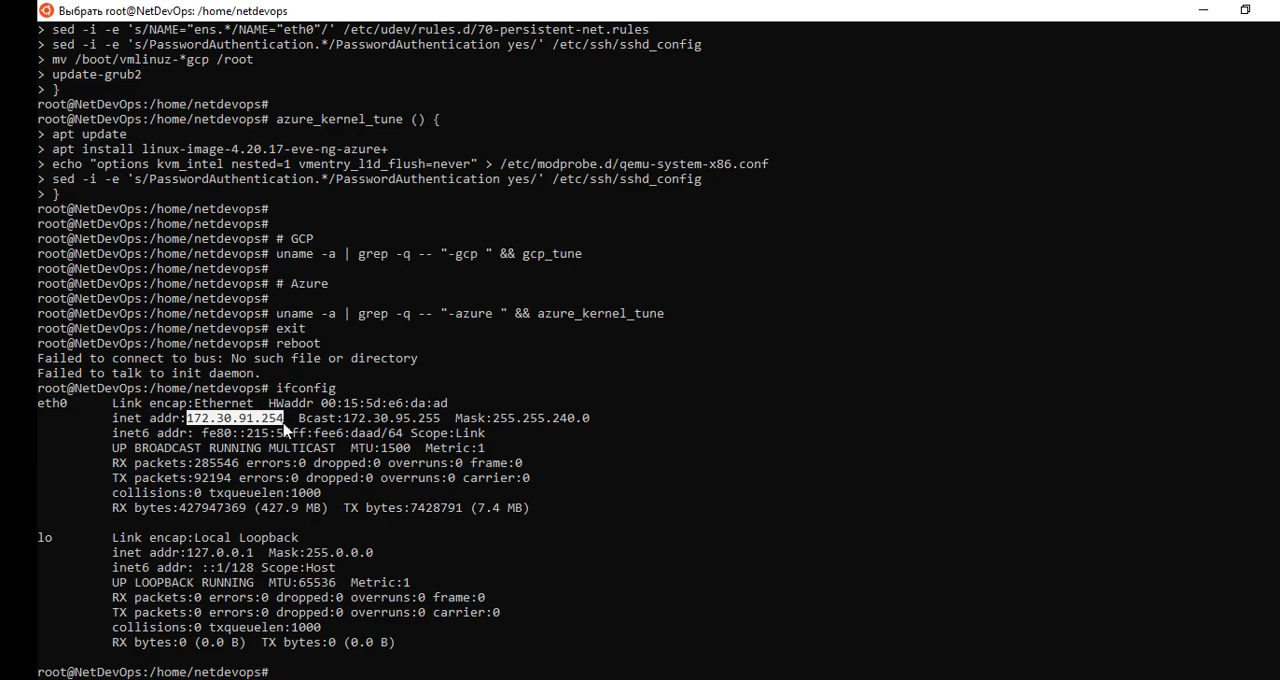 Выбрать root@NetDevOps: /home/netdevops
> sed -i -e 's/NAME="ens.*/NAME="eth0"/' /etc/udev/rules.d/70-persistent-net.rules
> sed -i -e 's/PasswordAuthentication.*/PasswordAuthentication yes/' /etc/ssh/sshd_config
> mv /boot/vmlinuz-*gcp /root
> update-grub2
> }
root@NetDevOps:/home/netdevops#
root@NetDevOps:/home/netdevops# azure_kernel_tune () {
> apt update
> apt install linux-image-4.20.17-eve-ng-azure+
> echo "options kvm_intel nested=1 vmentry_l1d_flush=never" > /etc/modprobe.d/qemu-system-x86.conf
> sed -i -e 's/PasswordAuthentication.*/PasswordAuthentication yes/' /etc/ssh/sshd_config
> }
root@NetDevOps:/home/netdevops#
root@NetDevOps:/home/netdevops#
root@NetDevOps:/home/netdevops# # GCP
root@NetDevOps:/home/netdevops# uname -a | grep -q -- "-gcp " && gcp_tune
root@NetDevOps:/home/netdevops#
root@NetDevOps:/home/netdevops# # Azure
root@NetDevOps:/home/netdevops#
root@NetDevOps:/home/netdevops# uname -a | grep -q -- "-azure " && azure_kernel_tune
root@NetDevOps:/home/netdevops# exit
root@NetDevOps:/home/netdevops# reboot
Failed to connect to bus: No such file or directory
Failed to talk to init daemon.
root@NetDevOps:/home/netdevops# ifconfig
eth0 Link encap:Ethernet HWaddr 00:15:5d:e6:da:ad
inet addr:172.30.91.254 Bcast:172.30.95.255 Mask:255.255.240.0
inet6 addr: fe80::215:5 ff:fee6:daad/64 Scope:Link
UP BROADCAST RUNNING MULTICAST MTU:1500 Metric:1
RX packets:285546 errors:0 dropped:0 overruns:0 frame:0
TX packets:92194 errors:0 dropped:0 overruns:0 carrier:0
collisions:0 txqueuelen:1000
RX bytes:427947369 (427.9 MB) TX bytes:7428791 (7.4 MB)
lo Link encap:Local Loopback
inet addr:127.0.0.1 Mask:255.0.0.0
inet6 addr: ::1/128 Scope:Host
UP LOOPBACK RUNNING MTU:65536 Metric:1
RX packets:0 errors:0 dropped:0 overruns:0 frame:0
TX packets:0 errors:0 dropped:0 overruns:0 carrier:0
collisions:0 txqueuelen:1000
RX bytes:0 (0.0 B) TX bytes:0 (0.0 B)
root@NetDevOps:/home/netdevops#